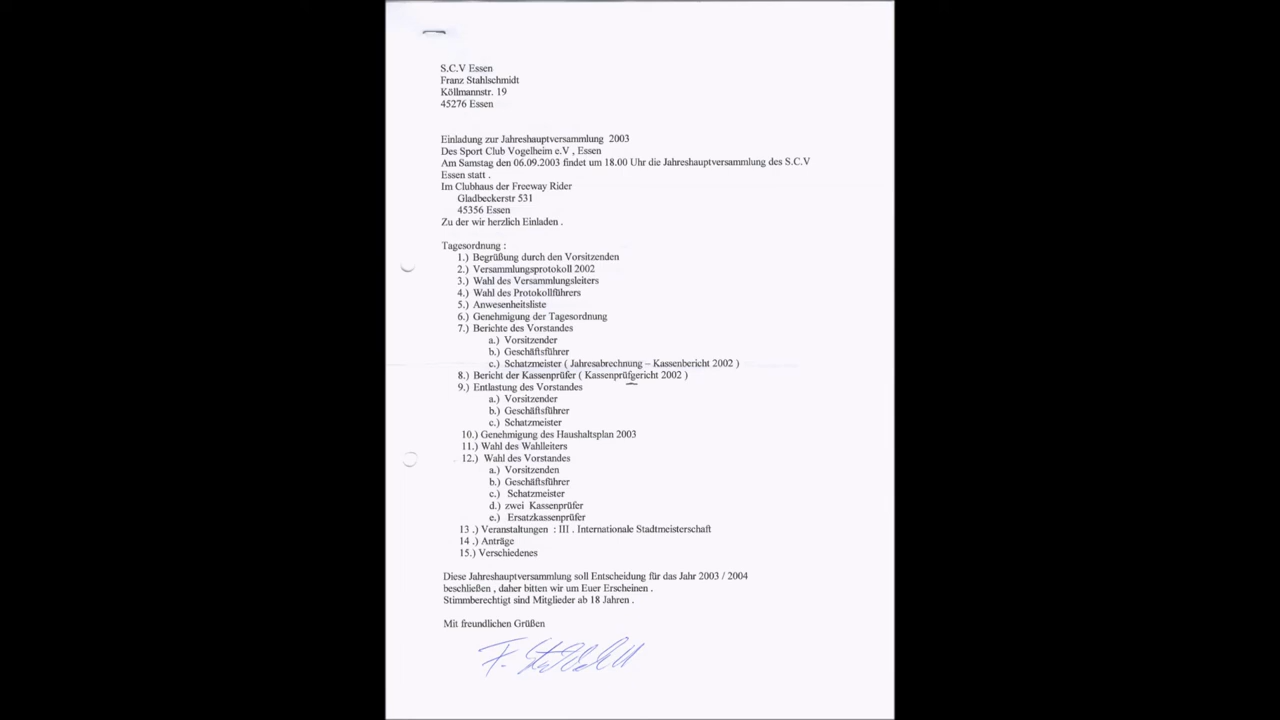 S.C.V Essen
Franz Stahlschmidt
Köllmannstr. 19
45276 Essen
Einladung zur Jahreshauptversammlung 2003
Des Sport Club Vogelheim e.V , Essen
Am Samstag den 06.09.2003 findet um 18.00 Uhr die Jahreshauptversammlung des S.C.V
Essen statt .
Im Clubhaus der Freeway Rider
Gladbeckerstr 531
45356 Essen
Zu der wir herzlich Einladen .
Tagesordnung :
1.) Begrüßung durch den Vorsitzenden
2.) Versammlungsprotokoll 2002
3.) Wahl des Versammlungsleiters
4.) Wahl des Protokollführers
5.) Anwesenheitsliste
6.) Genehmigung der Tagesordnung
7.) Berichte des Vorstandes
a.) Vorsitzender
b.) Geschäftsführer
c.) Schatzmeister ( Jahresabrechnung – Kassenbericht 2002 )
8.) Bericht der Kassenprüfer ( Kassenprüfgericht 2002 )
9.) Entlastung des Vorstandes
a.) Vorsitzender
b.) Geschäftsführer
c.) Schatzmeister
10.) Genehmigung des Haushaltsplan 2003
11.) Wahl des Wahlleiters
12.) Wahl des Vorstandes
a.) Vorsitzenden
b.) Geschäftsführer
c.) Schatzmeister
d.) zwei Kassenprüfer
e.) Ersatzkassenprüfer
13 .) Veranstaltungen : III . Internationale Stadtmeisterschaft
14 .) Anträge
15.) Verschiedenes
Diese Jahreshauptversammlung soll Entscheidung für das Jahr 2003 / 2004
beschließen , daher bitten wir um Euer Erscheinen .
Stimmberechtigt sind Mitglieder ab 18 Jahren .
Mit freundlichen Grüßen